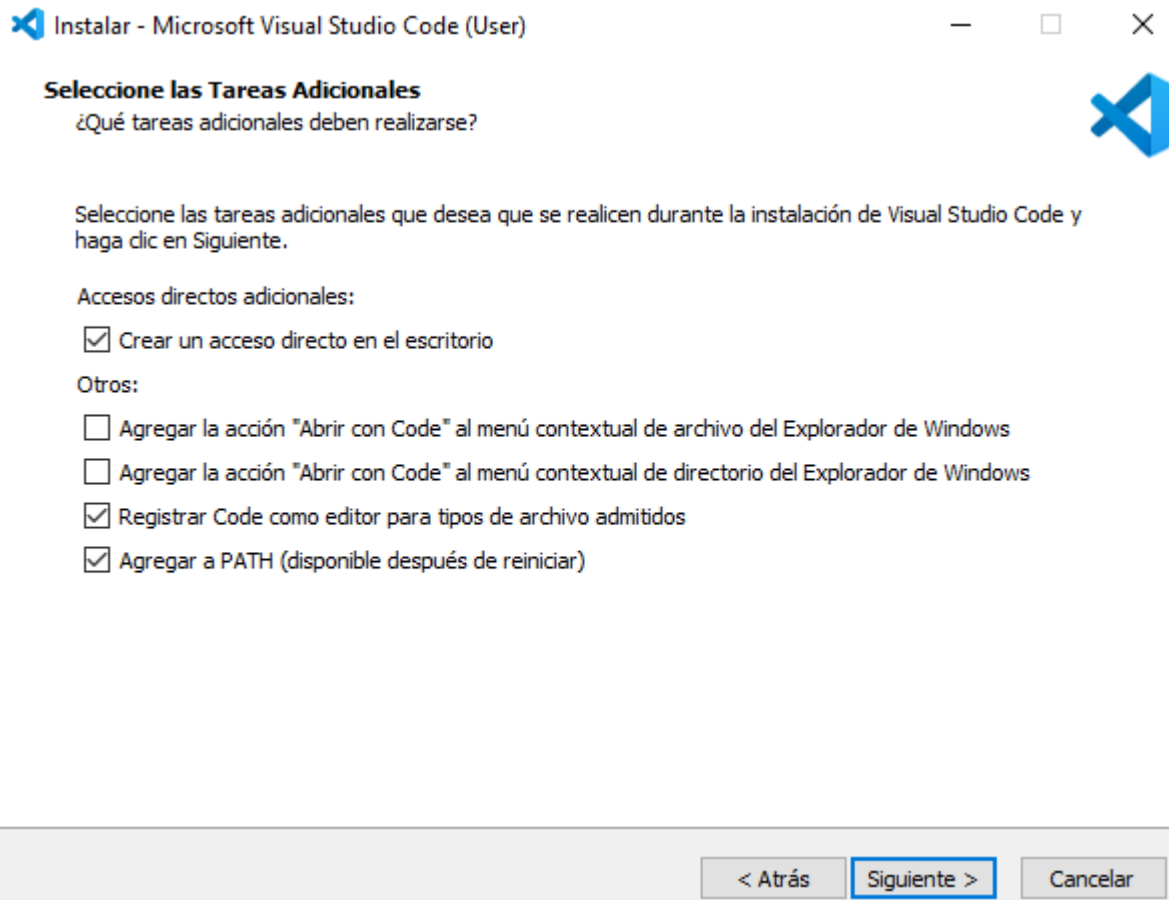 Instalar - Microsoft Visual Studio Code (User)
Seleccione las Tareas Adicionales
¿Qué tareas adicionales deben realizarse?
Seleccione las tareas adicionales que desea que se realicen durante la instalación de Visual Studio Code y
haga clic en Siguiente.
Accesos directos adicionales:
Crear un acceso directo en el escritorio
Otros:
Agregar la acción "Abrir con Code" al menú contextual de archivo del Explorador de Windows
Agregar la acción "Abrir con Code" al menú contextual de directorio del Explorador de Windows
Registrar Code como editor para tipos de archivo admitidos
Agregar a PATH (disponible después de reiniciar)
< Atrás Siguiente > Cancelar